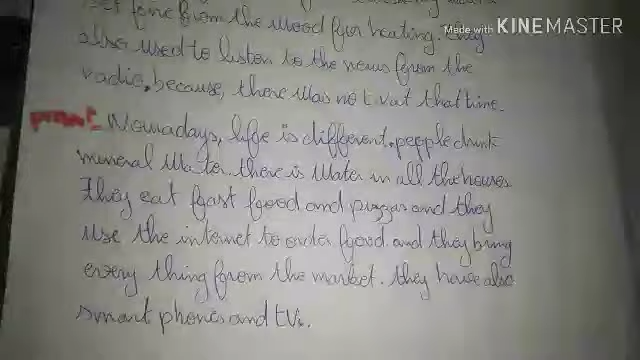 Made with KINEMASTER
fire from the wood for heating. They
also used to listen to the news from the
radio, because, there was not t.v at that time.
present: Nowadays, life is different. people drink
mineral water. there is water in all the houses.
They eat fast food and pizzas and they
use the internet to order food. and they bring
every thing from the market. they have also
smart phones and tvs.